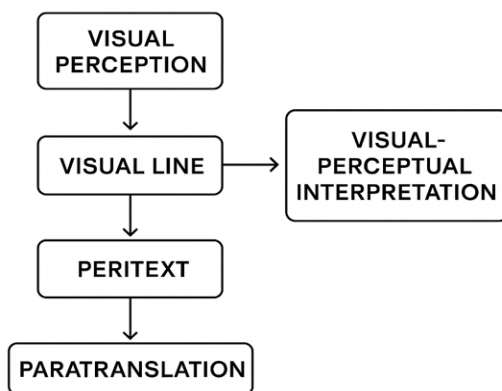 VISUAL
PERCEPTION
VISUAL LINE
VISUAL-
PERCEPTUAL
INTERPRETATION
PERITEXT
PARATRANSLATION